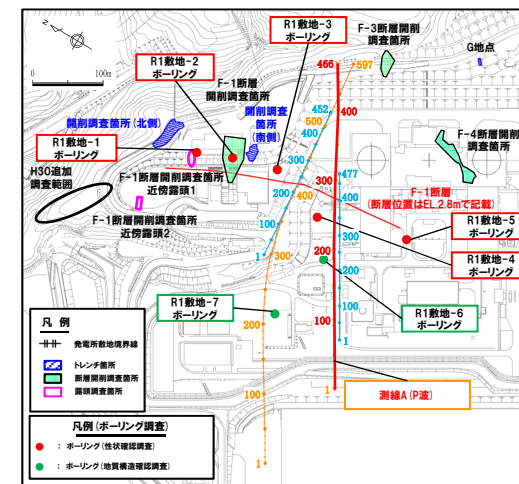 N
0 100m
R1敷地-2
ボーリング
R1敷地-3
ボーリング
F-3断層開削
調査箇所
G地点
F-1断層
開削調査箇所
開削調査箇所(北側)
開削調査
箇所
(南側)
R1敷地-1
ボーリング
H30追加
調査範囲
F-1断層開削調査箇所
近傍露頭1
F-1断層開削調査箇所
近傍露頭2
F-4断層開削
調査箇所
F-1断層
(断層位置はEL 2.8mで記載)
R1敷地-5
ボーリング
R1敷地-4
ボーリング
R1敷地-6
ボーリング
R1敷地-7
ボーリング
測線A(P波)
466
400
300
200
100
1
597
500
400
300
200
100
1
452
400
300
200
100
1
477
400
300
200
100
1
凡 例
発電所敷地境界線
トレンチ箇所
断層開削調査箇所
露頭調査箇所
凡例(ボーリング調査)
: ボーリング(性状確認調査)
: ボーリング(地質構造確認調査)